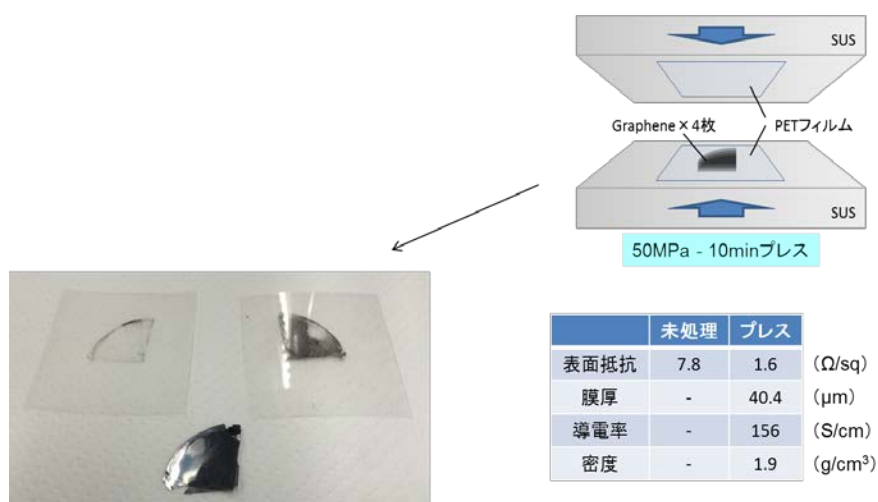 SUS
Graphene×4枚
PETフィルム
SUS
50MPa - 10minプレス
未処理 プレス
表面抵抗 7.8 1.6 (Ω/sq)
膜厚 - 40.4 (μm)
導電率 - 156 (S/cm)
密度 - 1.9 (g/cm³)